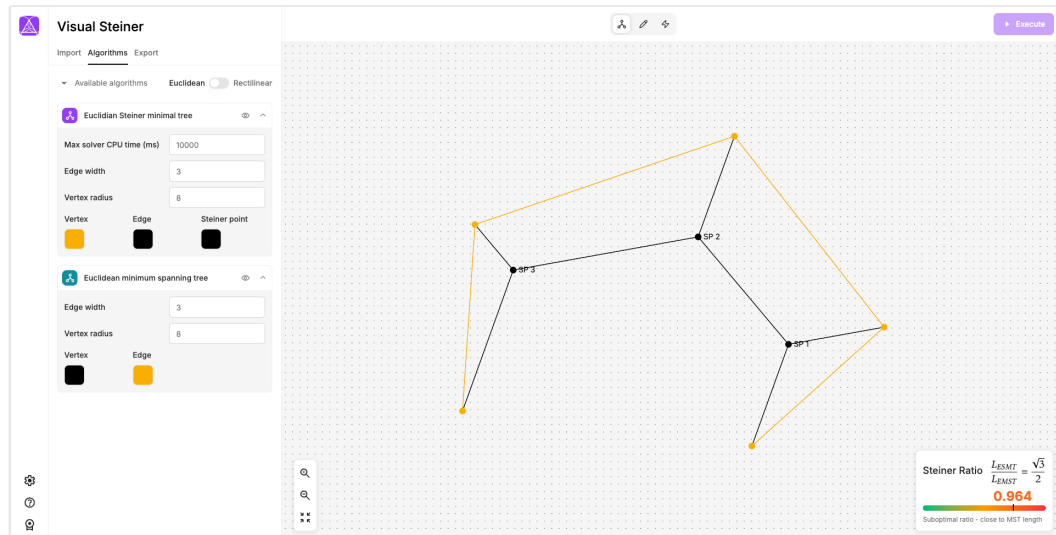 Visual Steiner
Import Algorithms Export
Available algorithms Euclidean Rectilinear
Euclidian Steiner minimal tree
Max solver CPU time (ms) 10000
Edge width 3
Vertex radius 8
Vertex Edge Steiner point
Euclidean minimum spanning tree
Edge width 3
Vertex radius 8
Vertex Edge
Execute
SP 2
SP 3
SP 1
Steiner Ratio L_ESMT / L_EMST = √3 / 2
0.964
Suboptimal ratio - close to MST length